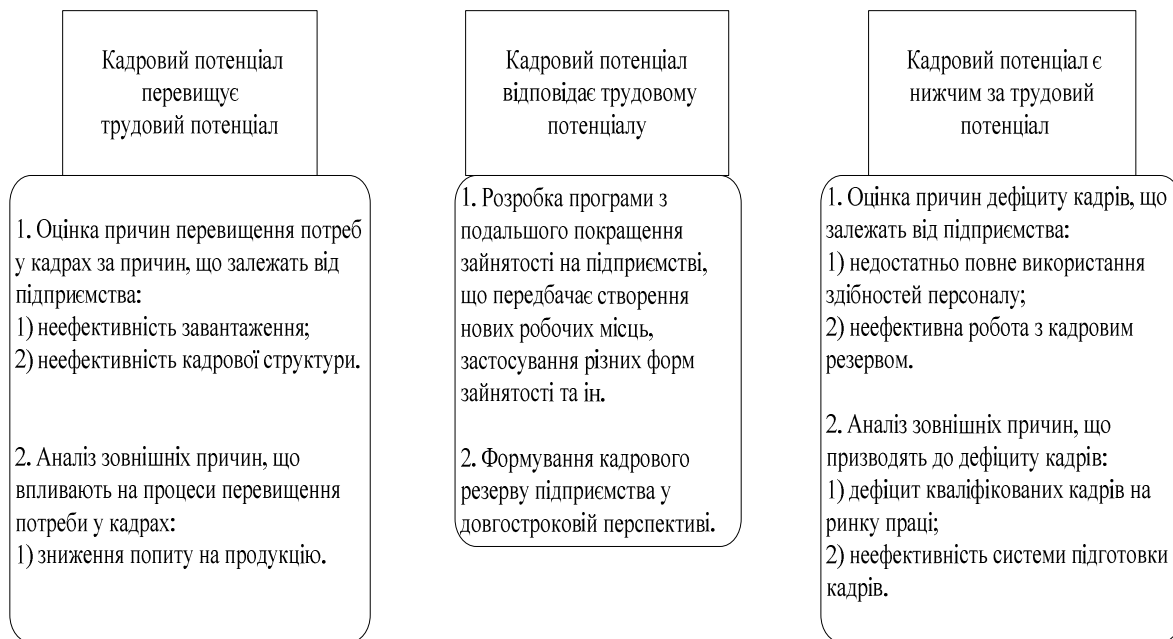 Кадровий потенціал
перевищує
трудовий потенціал
1. Оцінка причин перевищення потреб
у кадрах за причин, що залежать від
підприємства:
1) неефективність завантаження;
2) неефективність кадрової структури.
2. Аналіз зовнішніх причин, що
впливають на процеси перевищення
потреби у кадрах:
1) зниження попиту на продукцію.
Кадровий потенціал
відповідає трудовому
потенціалу
1. Розробка програми з
подальшого покращення
зайнятості на підприємстві,
що передбачає створення
нових робочих місць,
застосування різних форм
зайнятості та ін.
2. Формування кадрового
резерву підприємства у
довгостроковій перспективі.
Кадровий потенціал є
нижчим за трудовий
потенціал
1. Оцінка причин дефіциту кадрів, що
залежать від підприємства:
1) недостатньо повне використання
здібностей персоналу;
2) неефективна робота з кадровим
резервом.
2. Аналіз зовнішніх причин, що
призводять до дефіциту кадрів:
1) дефіцит кваліфікованих кадрів на
ринку праці;
2) неефективність системи підготовки
кадрів.